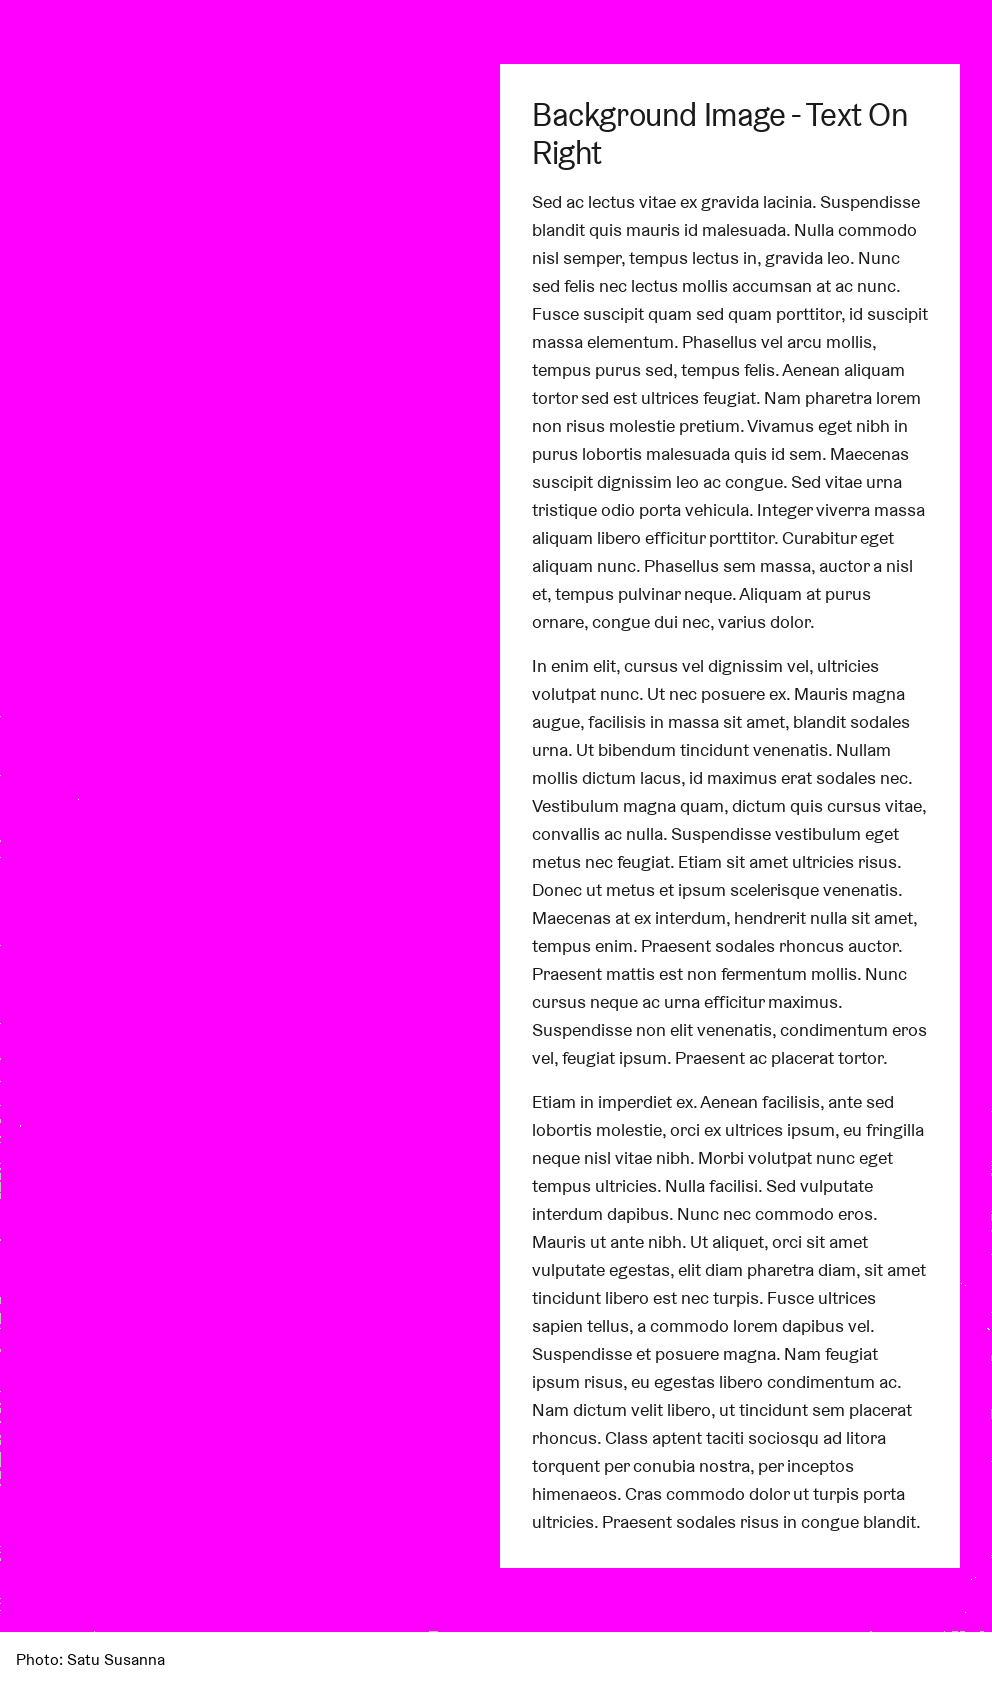 Background Image - Text On
Right
Sed ac lectus vitae ex gravida lacinia. Suspendisse
blandit quis mauris id malesuada. Nulla commodo
nisl semper, tempus lectus in, gravida leo. Nunc
sed felis nec lectus mollis accumsan at ac nunc.
Fusce suscipit quam sed quam porttitor, id suscipit
massa elementum. Phasellus vel arcu mollis,
tempus purus sed, tempus felis. Aenean aliquam
tortor sed est ultrices feugiat. Nam pharetra lorem
non risus molestie pretium. Vivamus eget nibh in
purus lobortis malesuada quis id sem. Maecenas
suscipit dignissim leo ac congue. Sed vitae urna
tristique odio porta vehicula. Integer viverra massa
aliquam libero efficitur porttitor. Curabitur eget
aliquam nunc. Phasellus sem massa, auctor a nisl
et, tempus pulvinar neque. Aliquam at purus
ornare, congue dui nec, varius dolor.
In enim elit, cursus vel dignissim vel, ultricies
volutpat nunc. Ut nec posuere ex. Mauris magna
augue, facilisis in massa sit amet, blandit sodales
urna. Ut bibendum tincidunt venenatis. Nullam
mollis dictum lacus, id maximus erat sodales nec.
Vestibulum magna quam, dictum quis cursus vitae,
convallis ac nulla. Suspendisse vestibulum eget
metus nec feugiat. Etiam sit amet ultricies risus.
Donec ut metus et ipsum scelerisque venenatis.
Maecenas at ex interdum, hendrerit nulla sit amet,
tempus enim. Praesent sodales rhoncus auctor.
Praesent mattis est non fermentum mollis. Nunc
cursus neque ac urna efficitur maximus.
Suspendisse non elit venenatis, condimentum eros
vel, feugiat ipsum. Praesent ac placerat tortor.
Etiam in imperdiet ex. Aenean facilisis, ante sed
lobortis molestie, orci ex ultrices ipsum, eu fringilla
neque nisl vitae nibh. Morbi volutpat nunc eget
tempus ultricies. Nulla facilisi. Sed vulputate
interdum dapibus. Nunc nec commodo eros.
Mauris ut ante nibh. Ut aliquet, orci sit amet
vulputate egestas, elit diam pharetra diam, sit amet
tincidunt libero est nec turpis. Fusce ultrices
sapien tellus, a commodo lorem dapibus vel.
Suspendisse et posuere magna. Nam feugiat
ipsum risus, eu egestas libero condimentum ac.
Nam dictum velit libero, ut tincidunt sem placerat
rhoncus. Class aptent taciti sociosqu ad litora
torquent per conubia nostra, per inceptos
himenaeos. Cras commodo dolor ut turpis porta
ultricies. Praesent sodales risus in congue blandit.
Photo: Satu Susanna